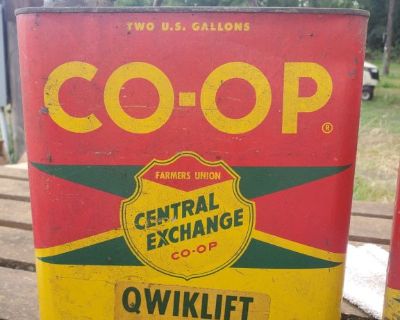 TWO U.S. GALLONS
CO-OP®
FARMERS UNION
CENTRAL
EXCHANGE
CO-OP
QWIKLIFT